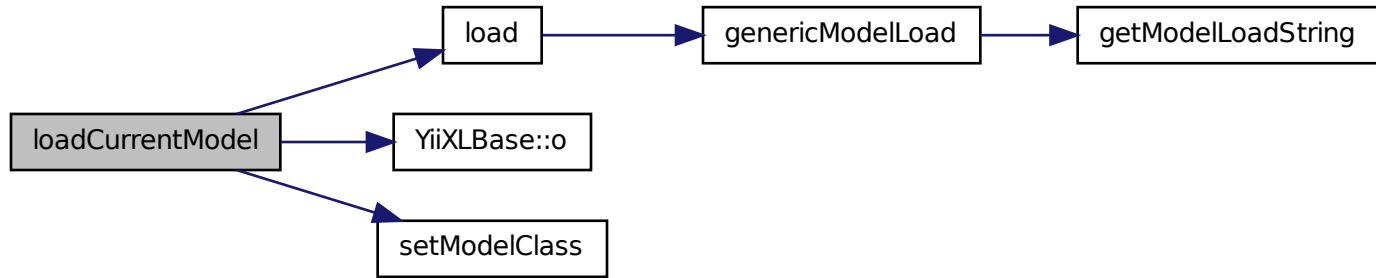 load
genericModelLoad
getModelLoadString
loadCurrentModel
YiiXLBase::o
setModelClass